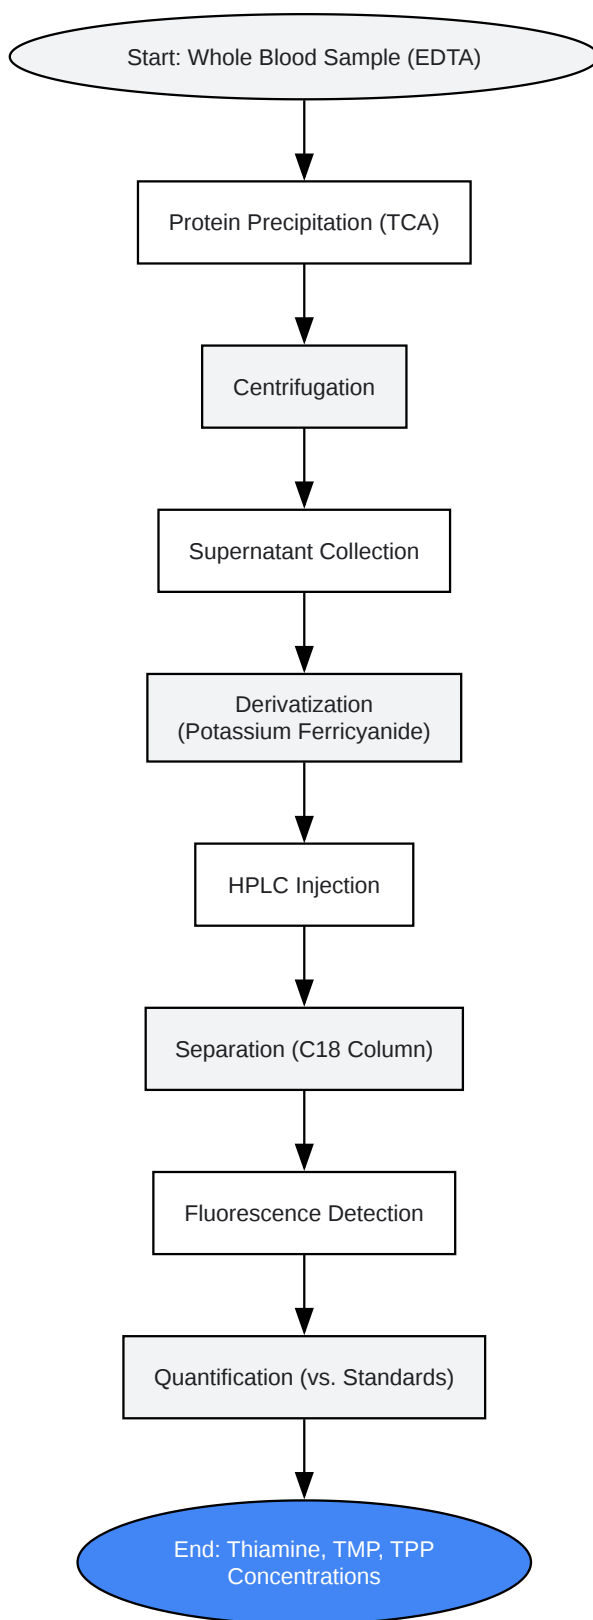 Start: Whole Blood Sample (EDTA)
Protein Precipitation (TCA)
Centrifugation
Supernatant Collection
Derivatization
(Potassium Ferricyanide)
HPLC Injection
Separation (C18 Column)
Fluorescence Detection
Quantification (vs. Standards)
End: Thiamine, TMP, TPP
Concentrations